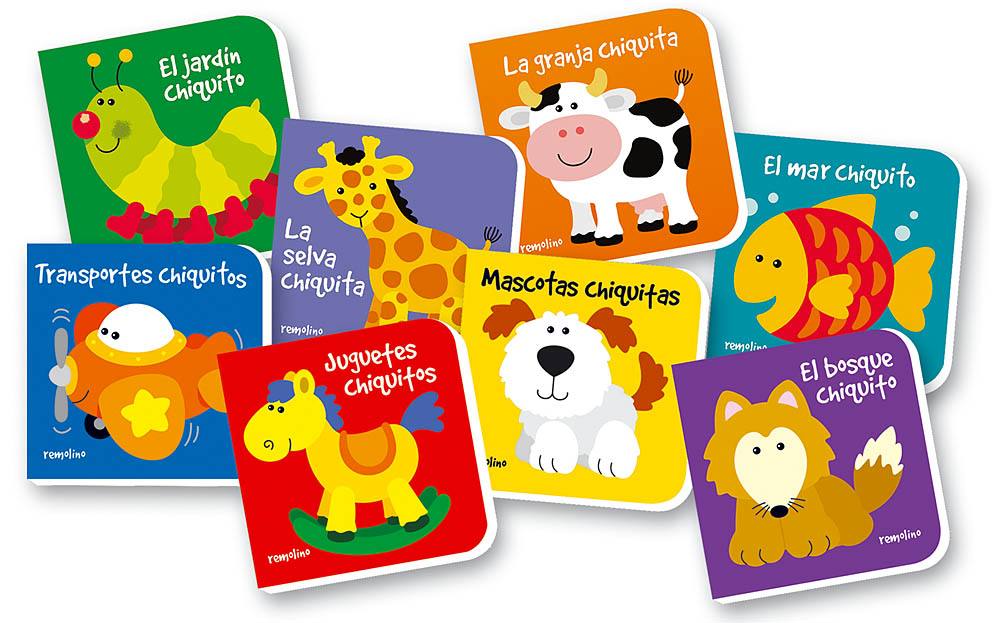 El jardín
Chiquito
La granja Chiquita
remolino
La
selva
Chiquita
remolino
El mar Chiquito
remolino
Transportes Chiquitos
remolino
Juguetes
Chiquitos
remolino
Mascotas Chiquitas
El bosque
Chiquito
remolino